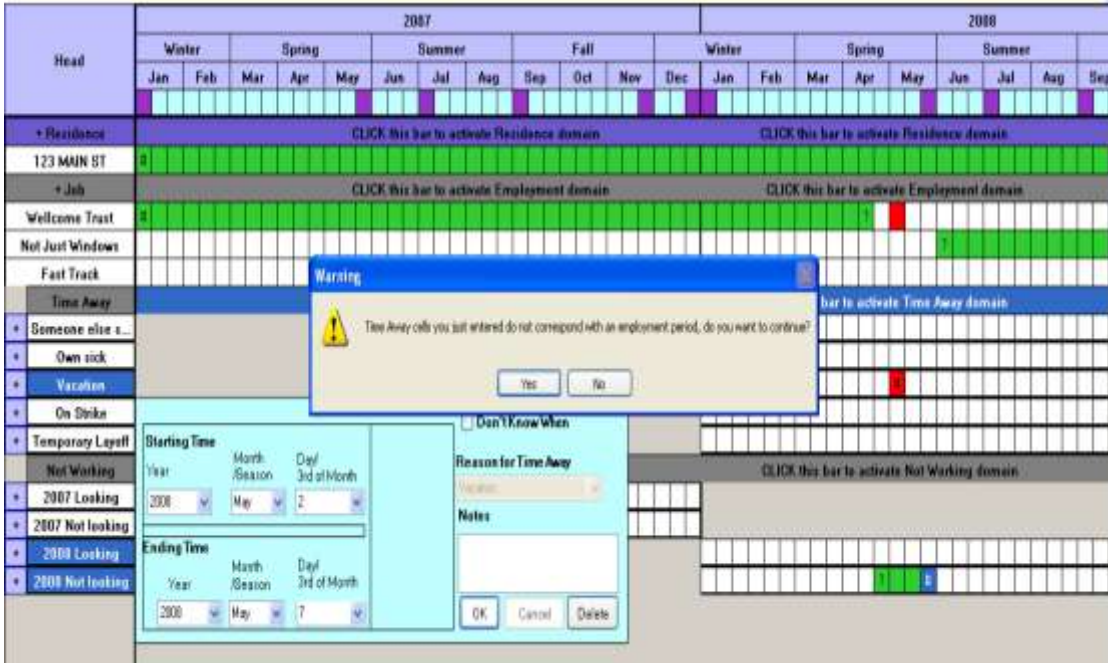 2007 2008
Head
Winter Spring Summer Fall Winter Spring Summer
Jan Feb Mar Apr May Jun Jul Aug Sep Oct Nov Dec Jan Feb Mar Apr May Jun Jul Aug Sep
+ Residence CLICK this bar to activate Residence domain CLICK this bar to activate Residence domain
123 MAIN ST
+ Job CLICK this bar to activate Employment domain CLICK this bar to activate Employment domain
Wellcome Trust
Not Just Windows
Fast Track
Warning
Time Away bar to activate Time Away domain
Time Away cells you just entered do not correspond with an employment period, do you want to continue?
+ Someone else s...
+ Own sick
+ Vacation
Yes No
+ On Strike
Don't Know When
+ Temporary Layoff
Starting Time
Year Month /Season Day/ 3rd of Month
2008 May 2
Reason for Time Away
Vacation
Not Working CLICK this bar to activate Not Working domain
+ 2007 Looking
+ 2007 Not looking
Notes
+ 2008 Looking
+ 2008 Not looking
Ending Time
Year Month /Season Day/ 3rd of Month
2008 May 7
OK Cancel Delete